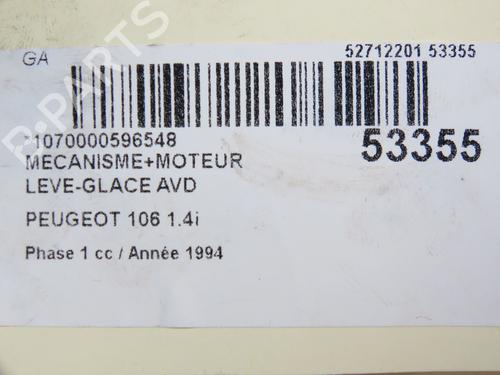 GA
52712201 53355
1070000596548
53355
MECANISME+MOTEUR
LEVE-GLACE AVD
PEUGEOT 106 1.4i
Phase 1 cc / Année 1994